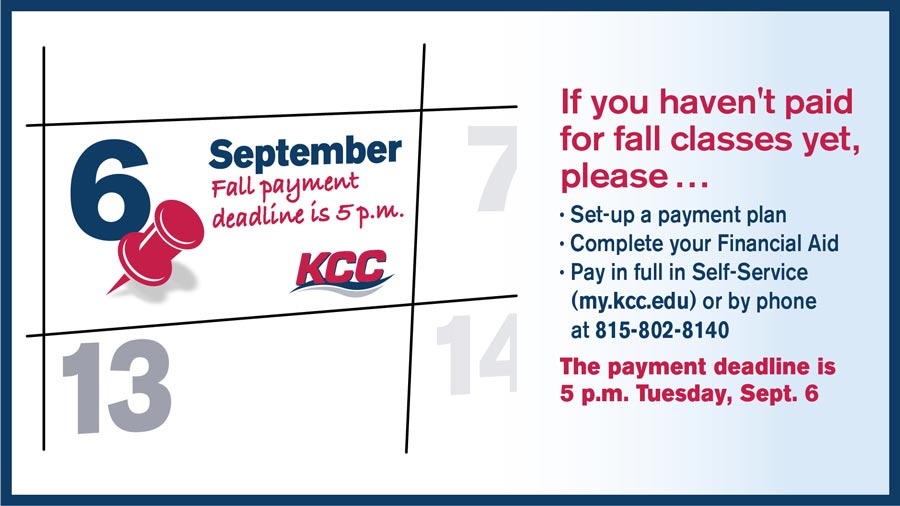 6
September
Fall payment
deadline is 5 p.m.
KCC
7
13
14
If you haven't paid
for fall classes yet,
please ...
• Set-up a payment plan
• Complete your Financial Aid
• Pay in full in Self-Service
(my.kcc.edu) or by phone
at 815-802-8140
The payment deadline is
5 p.m. Tuesday, Sept. 6